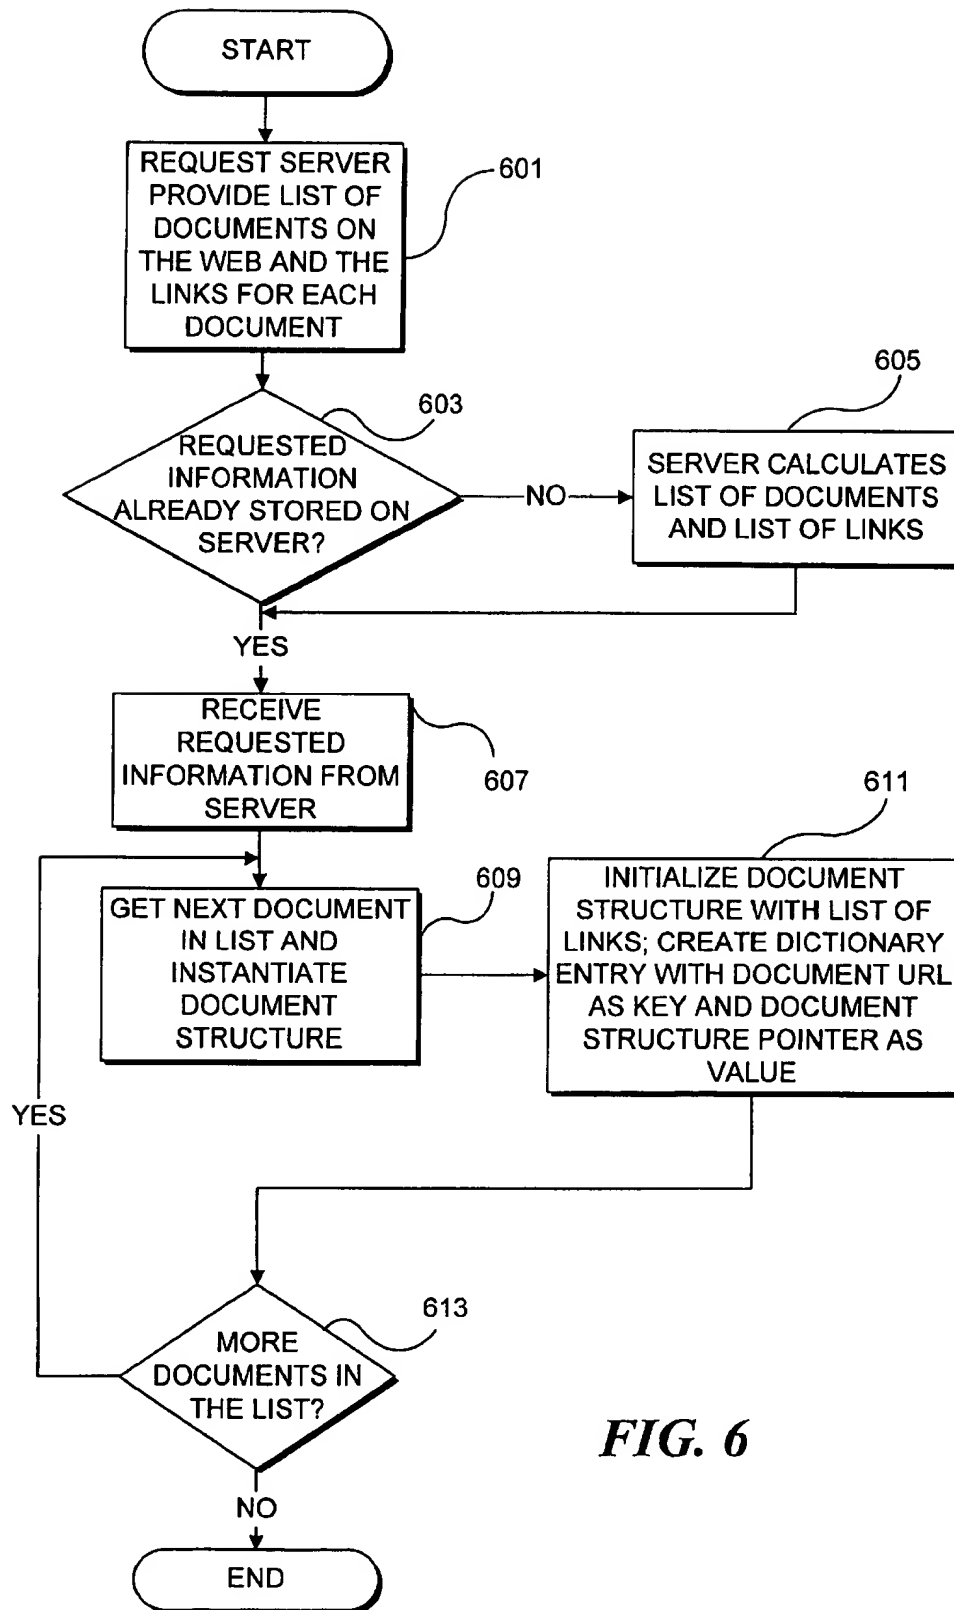 START
REQUEST SERVER
PROVIDE LIST OF
DOCUMENTS ON
THE WEB AND THE
LINKS FOR EACH
DOCUMENT
601
603
REQUESTED
INFORMATION
ALREADY STORED ON
SERVER?
NO
605
SERVER CALCULATES
LIST OF DOCUMENTS
AND LIST OF LINKS
YES
RECEIVE
REQUESTED
INFORMATION FROM
SERVER
607
GET NEXT DOCUMENT
IN LIST AND
INSTANTIATE
DOCUMENT
STRUCTURE
609
611
INITIALIZE DOCUMENT
STRUCTURE WITH LIST OF
LINKS; CREATE DICTIONARY
ENTRY WITH DOCUMENT URL
AS KEY AND DOCUMENT
STRUCTURE POINTER AS
VALUE
YES
613
MORE
DOCUMENTS IN
THE LIST?
NO
END
FIG. 6